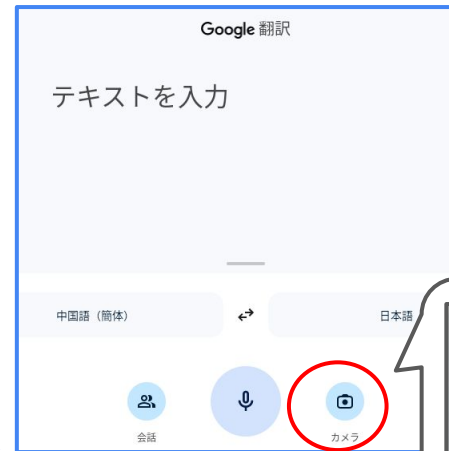 Google 翻訳
テキストを入力
中国語（簡体）
日本語
会話
カメラ